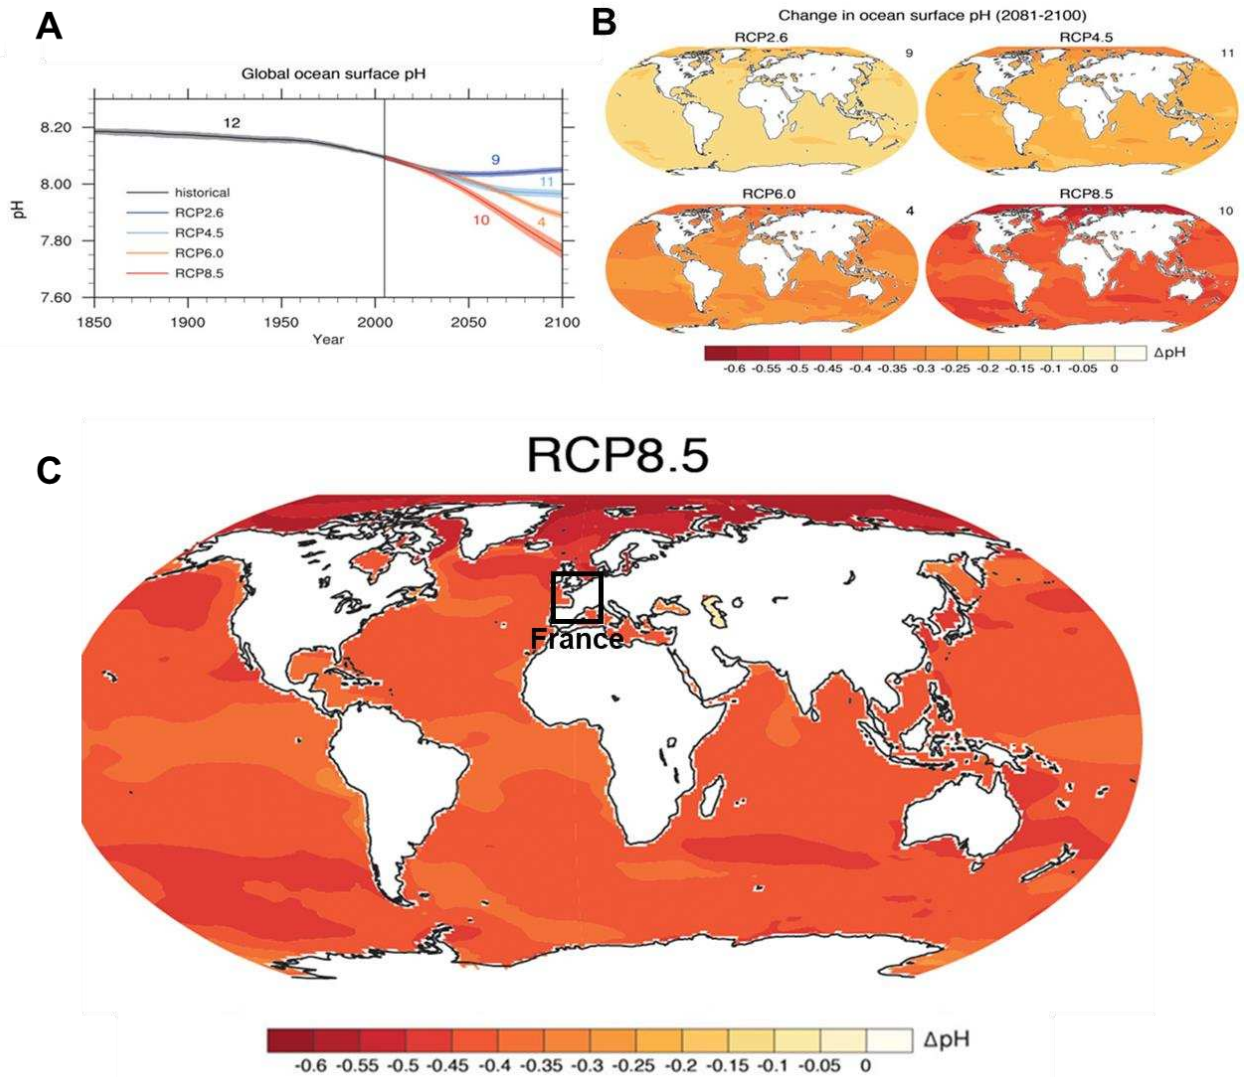 A
Global ocean surface pH
8.20
8.00
7.80
7.60
pH
12
9
11
4
10
historical
RCP2.6
RCP4.5
RCP6.0
RCP8.5
1850 1900 1950 2000 2050 2100
Year
B
Change in ocean surface pH (2081-2100)
RCP2.6
9
RCP4.5
11
RCP6.0
4
RCP8.5
10
-0.6 -0.55 -0.5 -0.45 -0.4 -0.35 -0.3 -0.25 -0.2 -0.15 -0.1 -0.05 0
ΔpH
C
RCP8.5
France
-0.6 -0.55 -0.5 -0.45 -0.4 -0.35 -0.3 -0.25 -0.2 -0.15 -0.1 -0.05 0
ΔpH